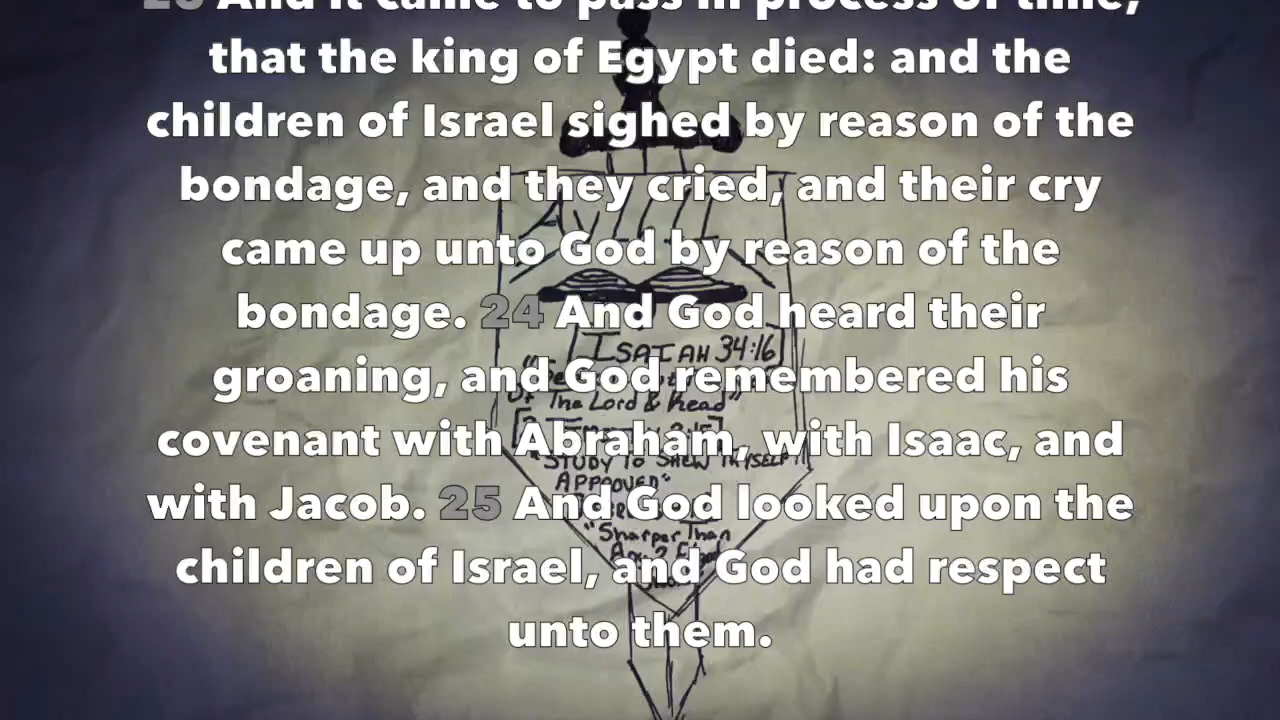 23 And it came to pass in process of time,
that the king of Egypt died: and the
children of Israel sighed by reason of the
bondage, and they cried, and their cry
came up unto God by reason of the
bondage. 24 And God heard their
groaning, and God remembered his
covenant with Abraham, with Isaac, and
with Jacob. 25 And God looked upon the
children of Israel, and God had respect
unto them.
ISAIAH 34:16
Of The Lord & Read"
"STUDY TO SHEW THYSELF
APPROVED"
"Sharper Than